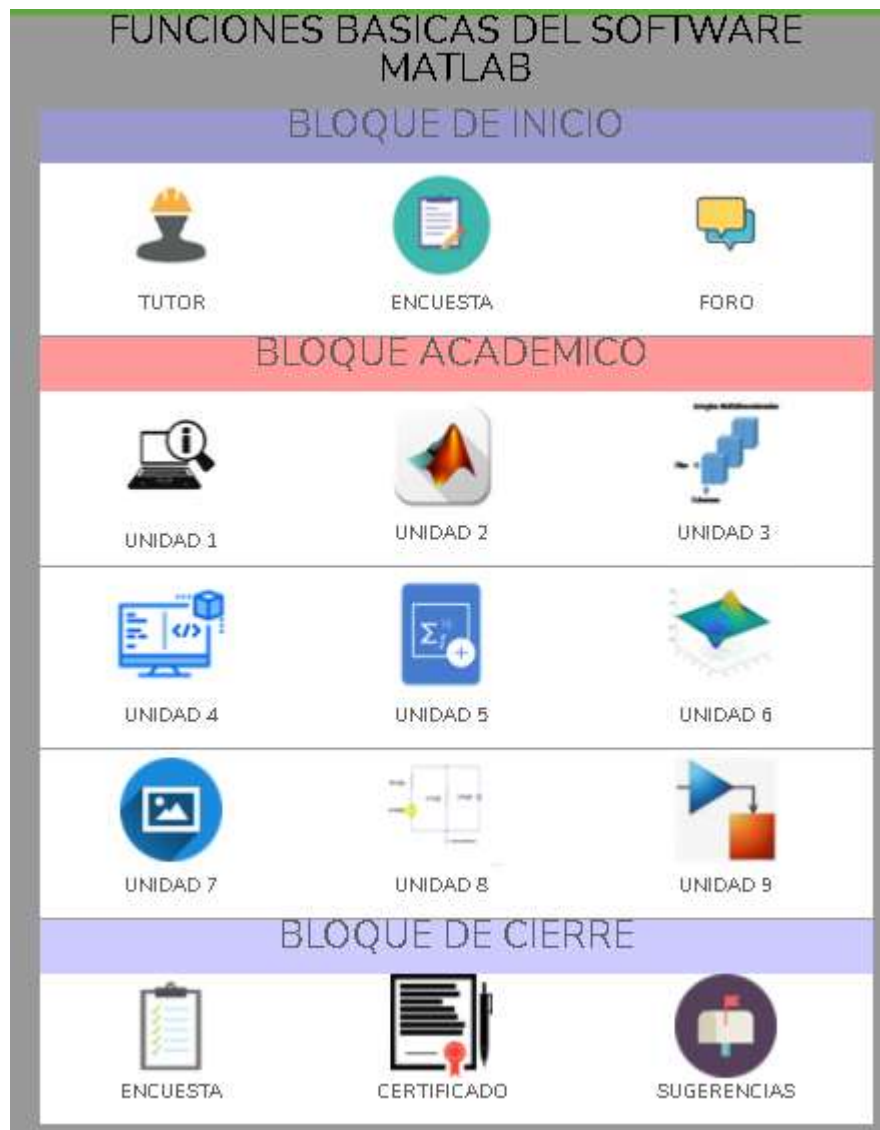 FUNCIONES BASICAS DEL SOFTWARE
MATLAB
BLOQUE DE INICIO
TUTOR
ENCUESTA
FORO
BLOQUE ACADEMICO
UNIDAD 1
UNIDAD 2
UNIDAD 3
UNIDAD 4
UNIDAD 5
UNIDAD 6
UNIDAD 7
UNIDAD 8
UNIDAD 9
BLOQUE DE CIERRE
ENCUESTA
CERTIFICADO
SUGERENCIAS